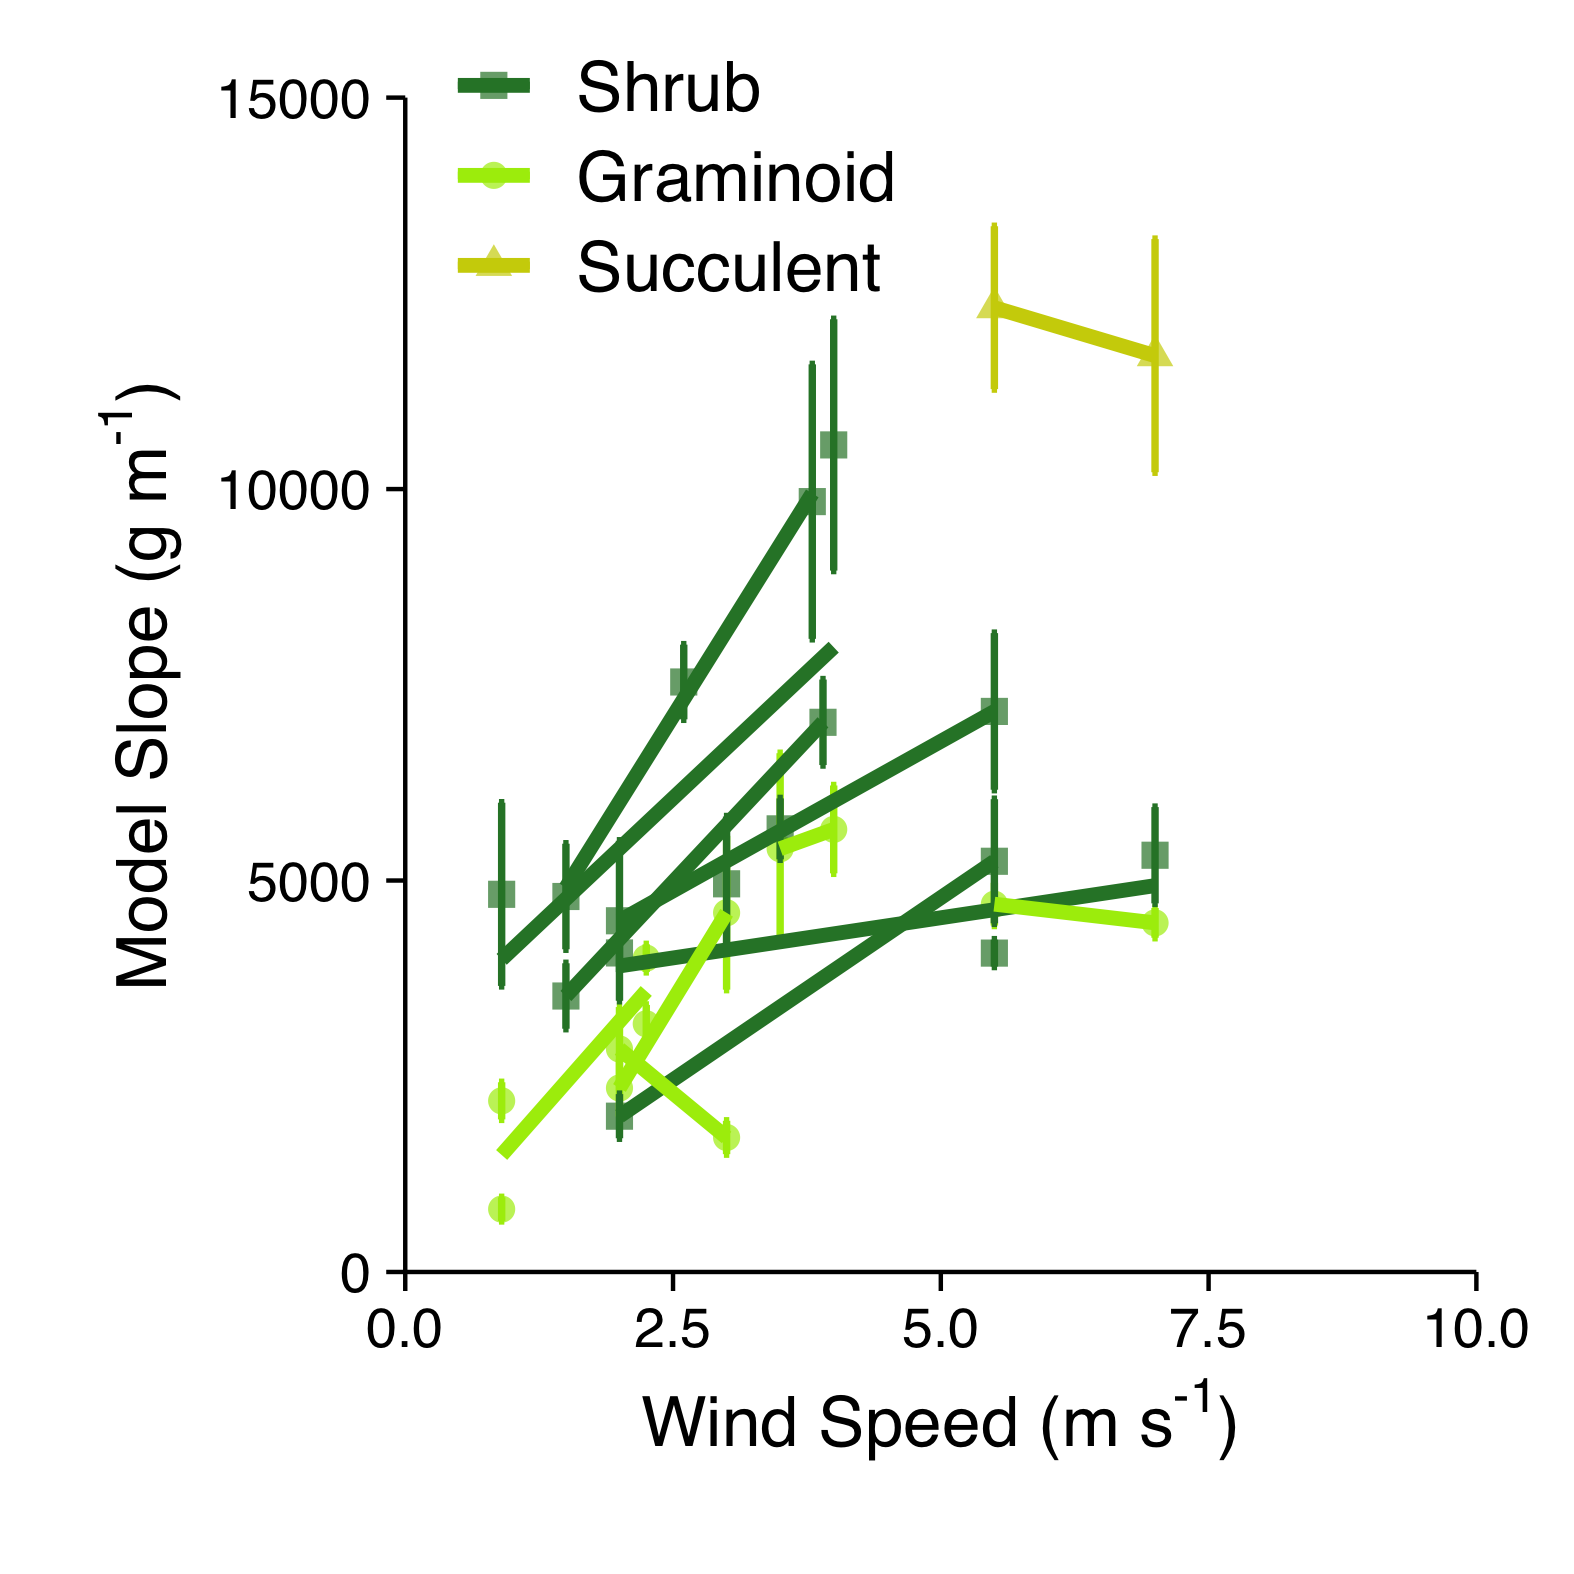 Shrub
Graminoid
Succulent
15000
10000
5000
0
Model Slope (g m⁻¹)
0.0 2.5 5.0 7.5 10.0
Wind Speed (m s⁻¹)